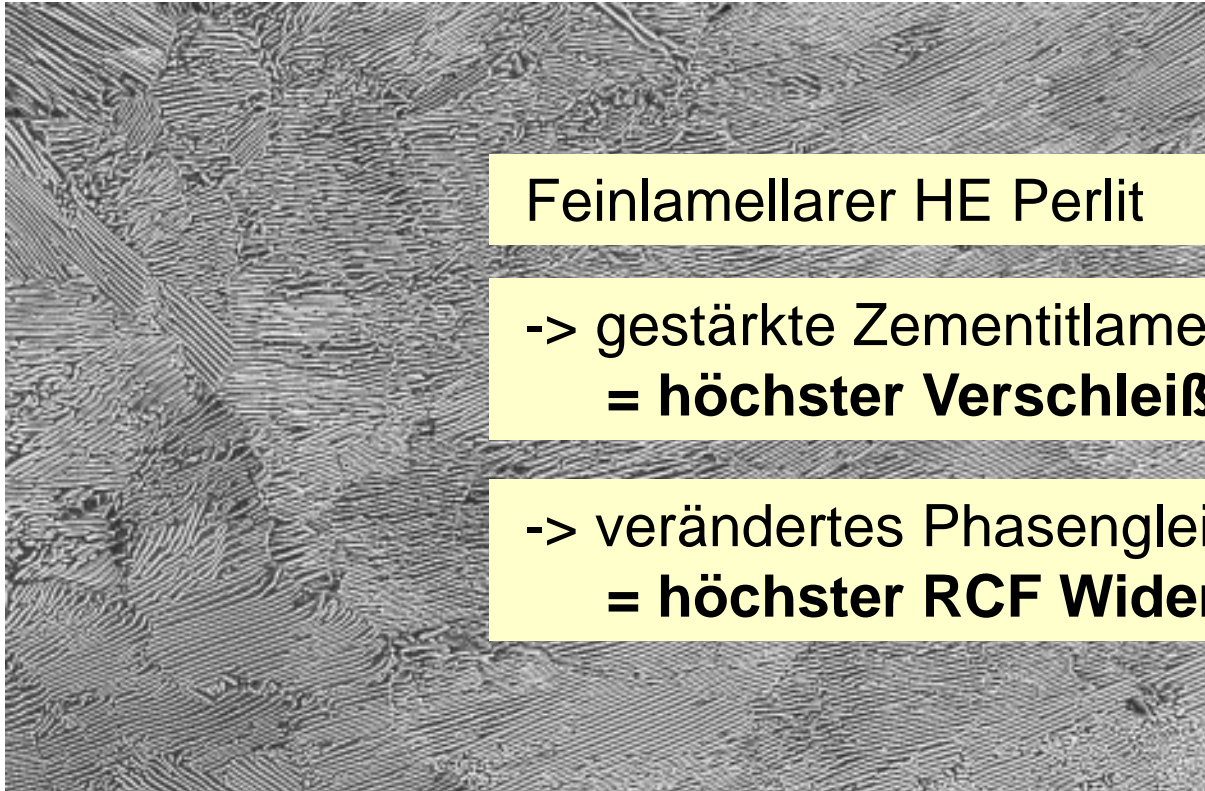 Feinlamellarer HE Perlit
-> gestärkte Zementitlame
= höchster Verschleiß
-> verändertes Phasenglei
= höchster RCF Wider